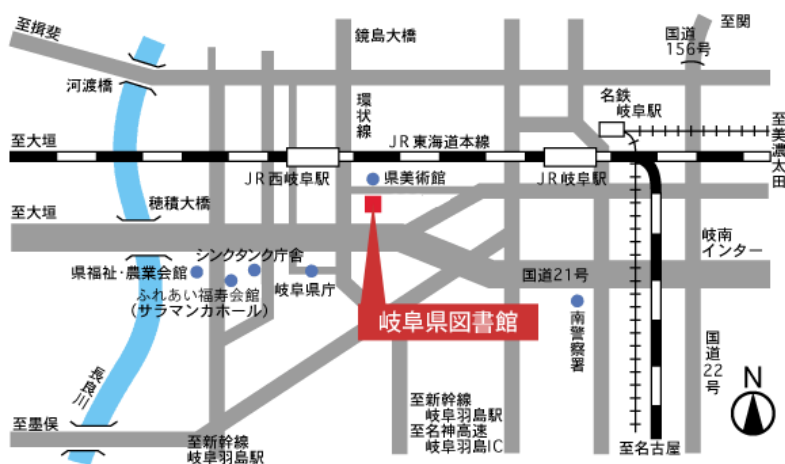 至揖斐
鏡島大橋
国道
156号
至関
河渡橋
環状線
名鉄
岐阜駅
至大垣
JR東海道本線
至美濃太田
JR西岐阜駅
県美術館
JR岐阜駅
穂積大橋
至大垣
岐南
インター
シンクタンク庁舎
県福祉・農業会館
ふれあい福寿会館
(サラマンカホール)
岐阜県庁
国道21号
岐阜県図書館
南警察署
国道22号
長良川
N
至墨俣
至新幹線
岐阜羽島駅
至新幹線
岐阜羽島駅
至名神高速
岐阜羽島IC
至名古屋